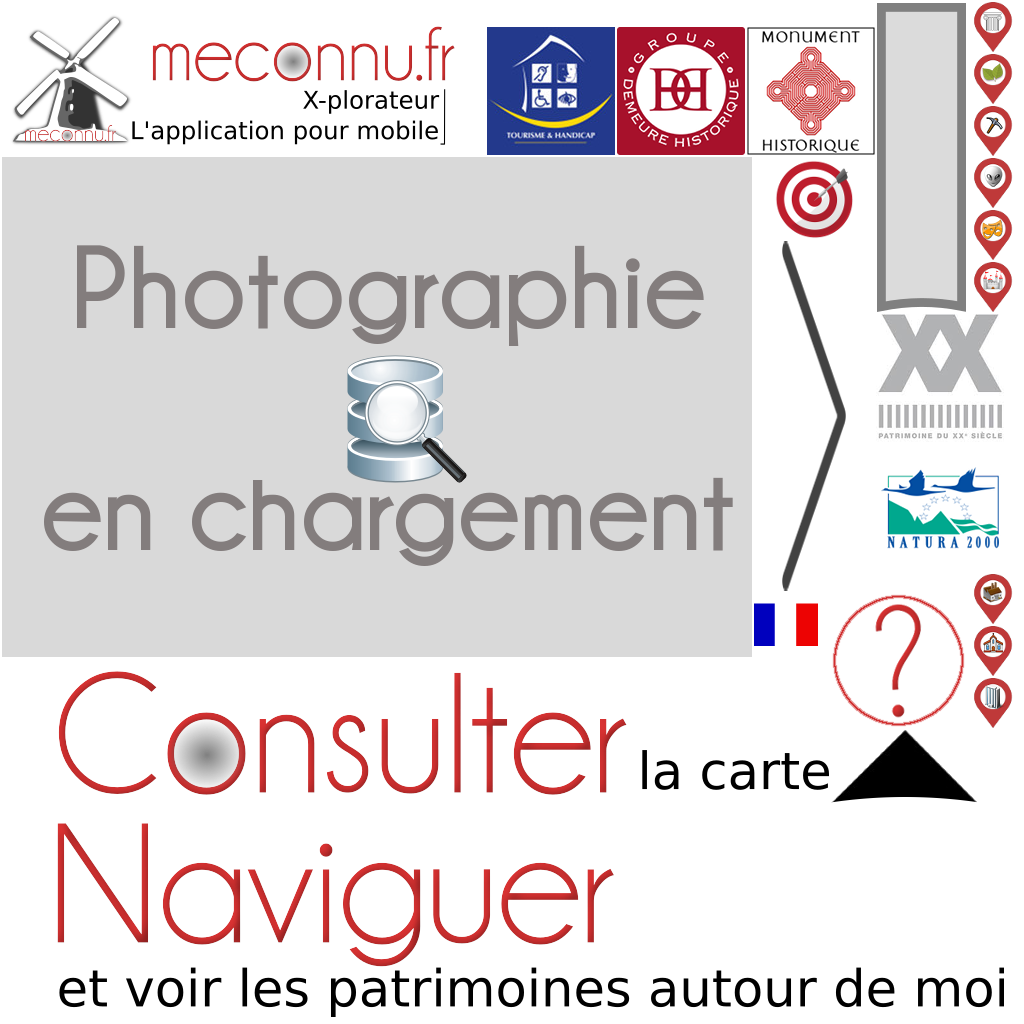 meconnu.fr
meconnu.fr
X-plorateur
L'application pour mobile
TOURISME & HANDICAP
GROUPE
DEMEURE HISTORIQUE
MONUMENT
HISTORIQUE
Photographie
en chargement
XX
PATRIMOINE DU XXe SIÈCLE
NATURA 2000
?
Consulter
la carte
Naviguer
et voir les patrimoines autour de moi